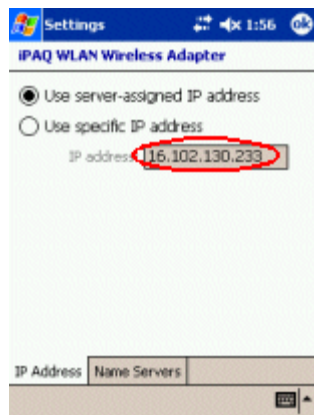 Settings 1:56 ok
iPAQ WLAN Wireless Adapter
Use server-assigned IP address
Use specific IP address
IP address: 16.102.130.233
IP Address Name Servers